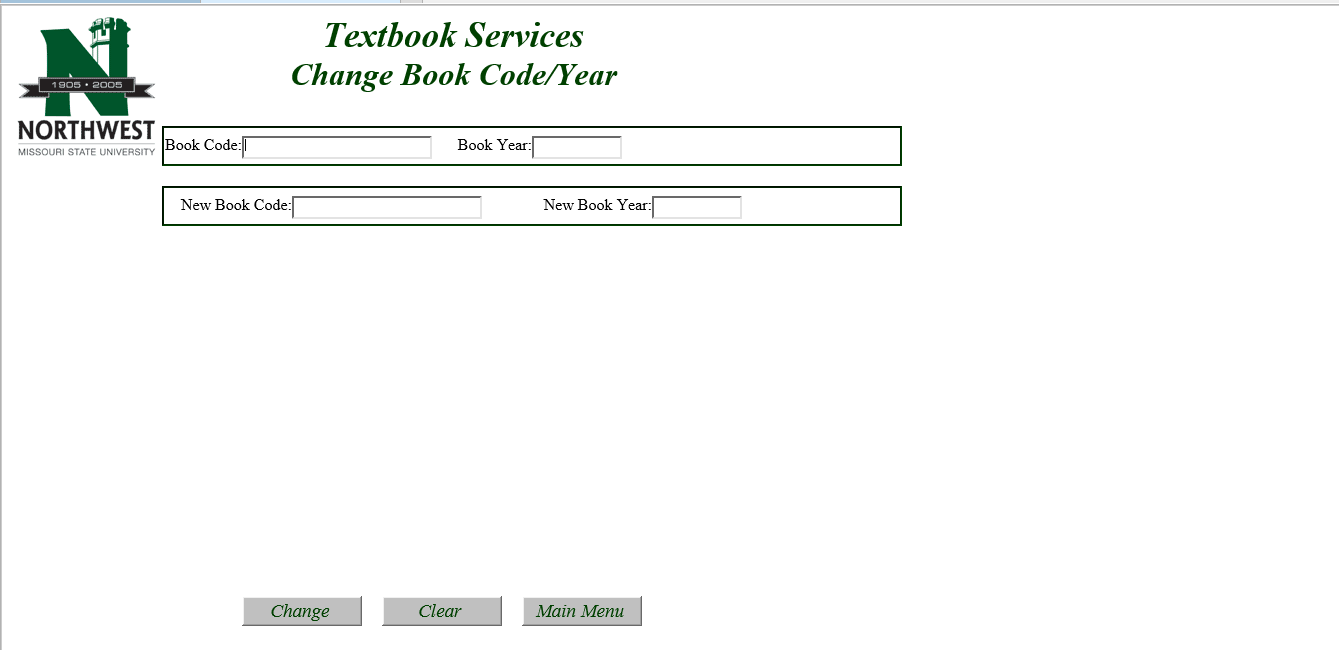 Textbook Services
Change Book Code/Year
1905 • 2005
NORTHWEST
MISSOURI STATE UNIVERSITY
Book Code: Book Year:
New Book Code: New Book Year:
Change Clear Main Menu